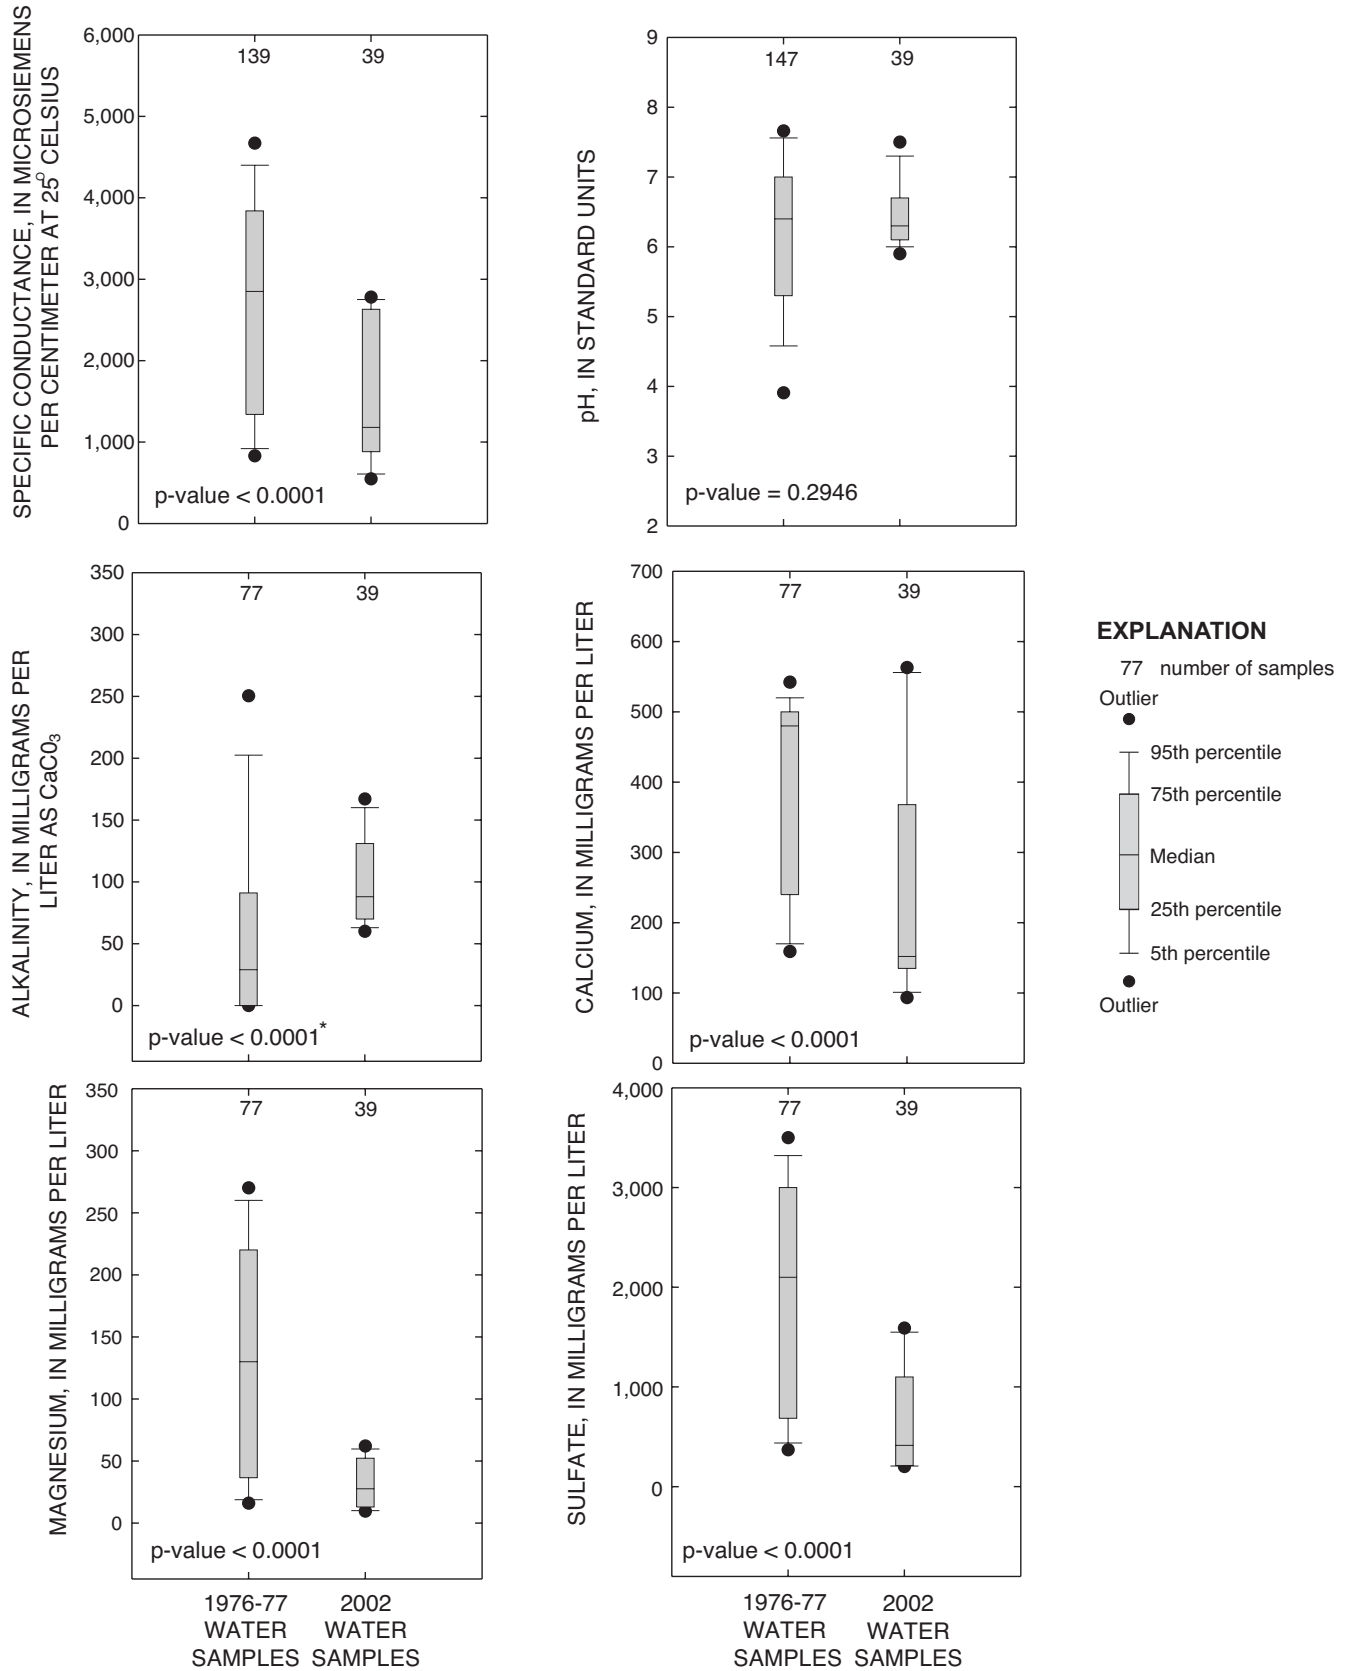 SPECIFIC CONDUCTANCE, IN MICROSIEMENS
PER CENTIMETER AT 25° CELSIUS
6,000
5,000
4,000
3,000
2,000
1,000
0
139
39
p-value < 0.0001
pH, IN STANDARD UNITS
9
8
7
6
5
4
3
2
147
39
p-value = 0.2946
ALKALINITY, IN MILLIGRAMS PER
LITER AS CaC0₃
350
300
250
200
150
100
50
0
77
39
p-value < 0.0001*
CALCIUM, IN MILLIGRAMS PER LITER
700
600
500
400
300
200
100
0
77
39
p-value < 0.0001
EXPLANATION
77 number of samples
Outlier
95th percentile
75th percentile
Median
25th percentile
5th percentile
Outlier
MAGNESIUM, IN MILLIGRAMS PER LITER
350
300
250
200
150
100
50
0
77
39
p-value < 0.0001
1976-77
WATER
SAMPLES
2002
WATER
SAMPLES
SULFATE, IN MILLIGRAMS PER LITER
4,000
3,000
2,000
1,000
0
77
39
p-value < 0.0001
1976-77
WATER
SAMPLES
2002
WATER
SAMPLES